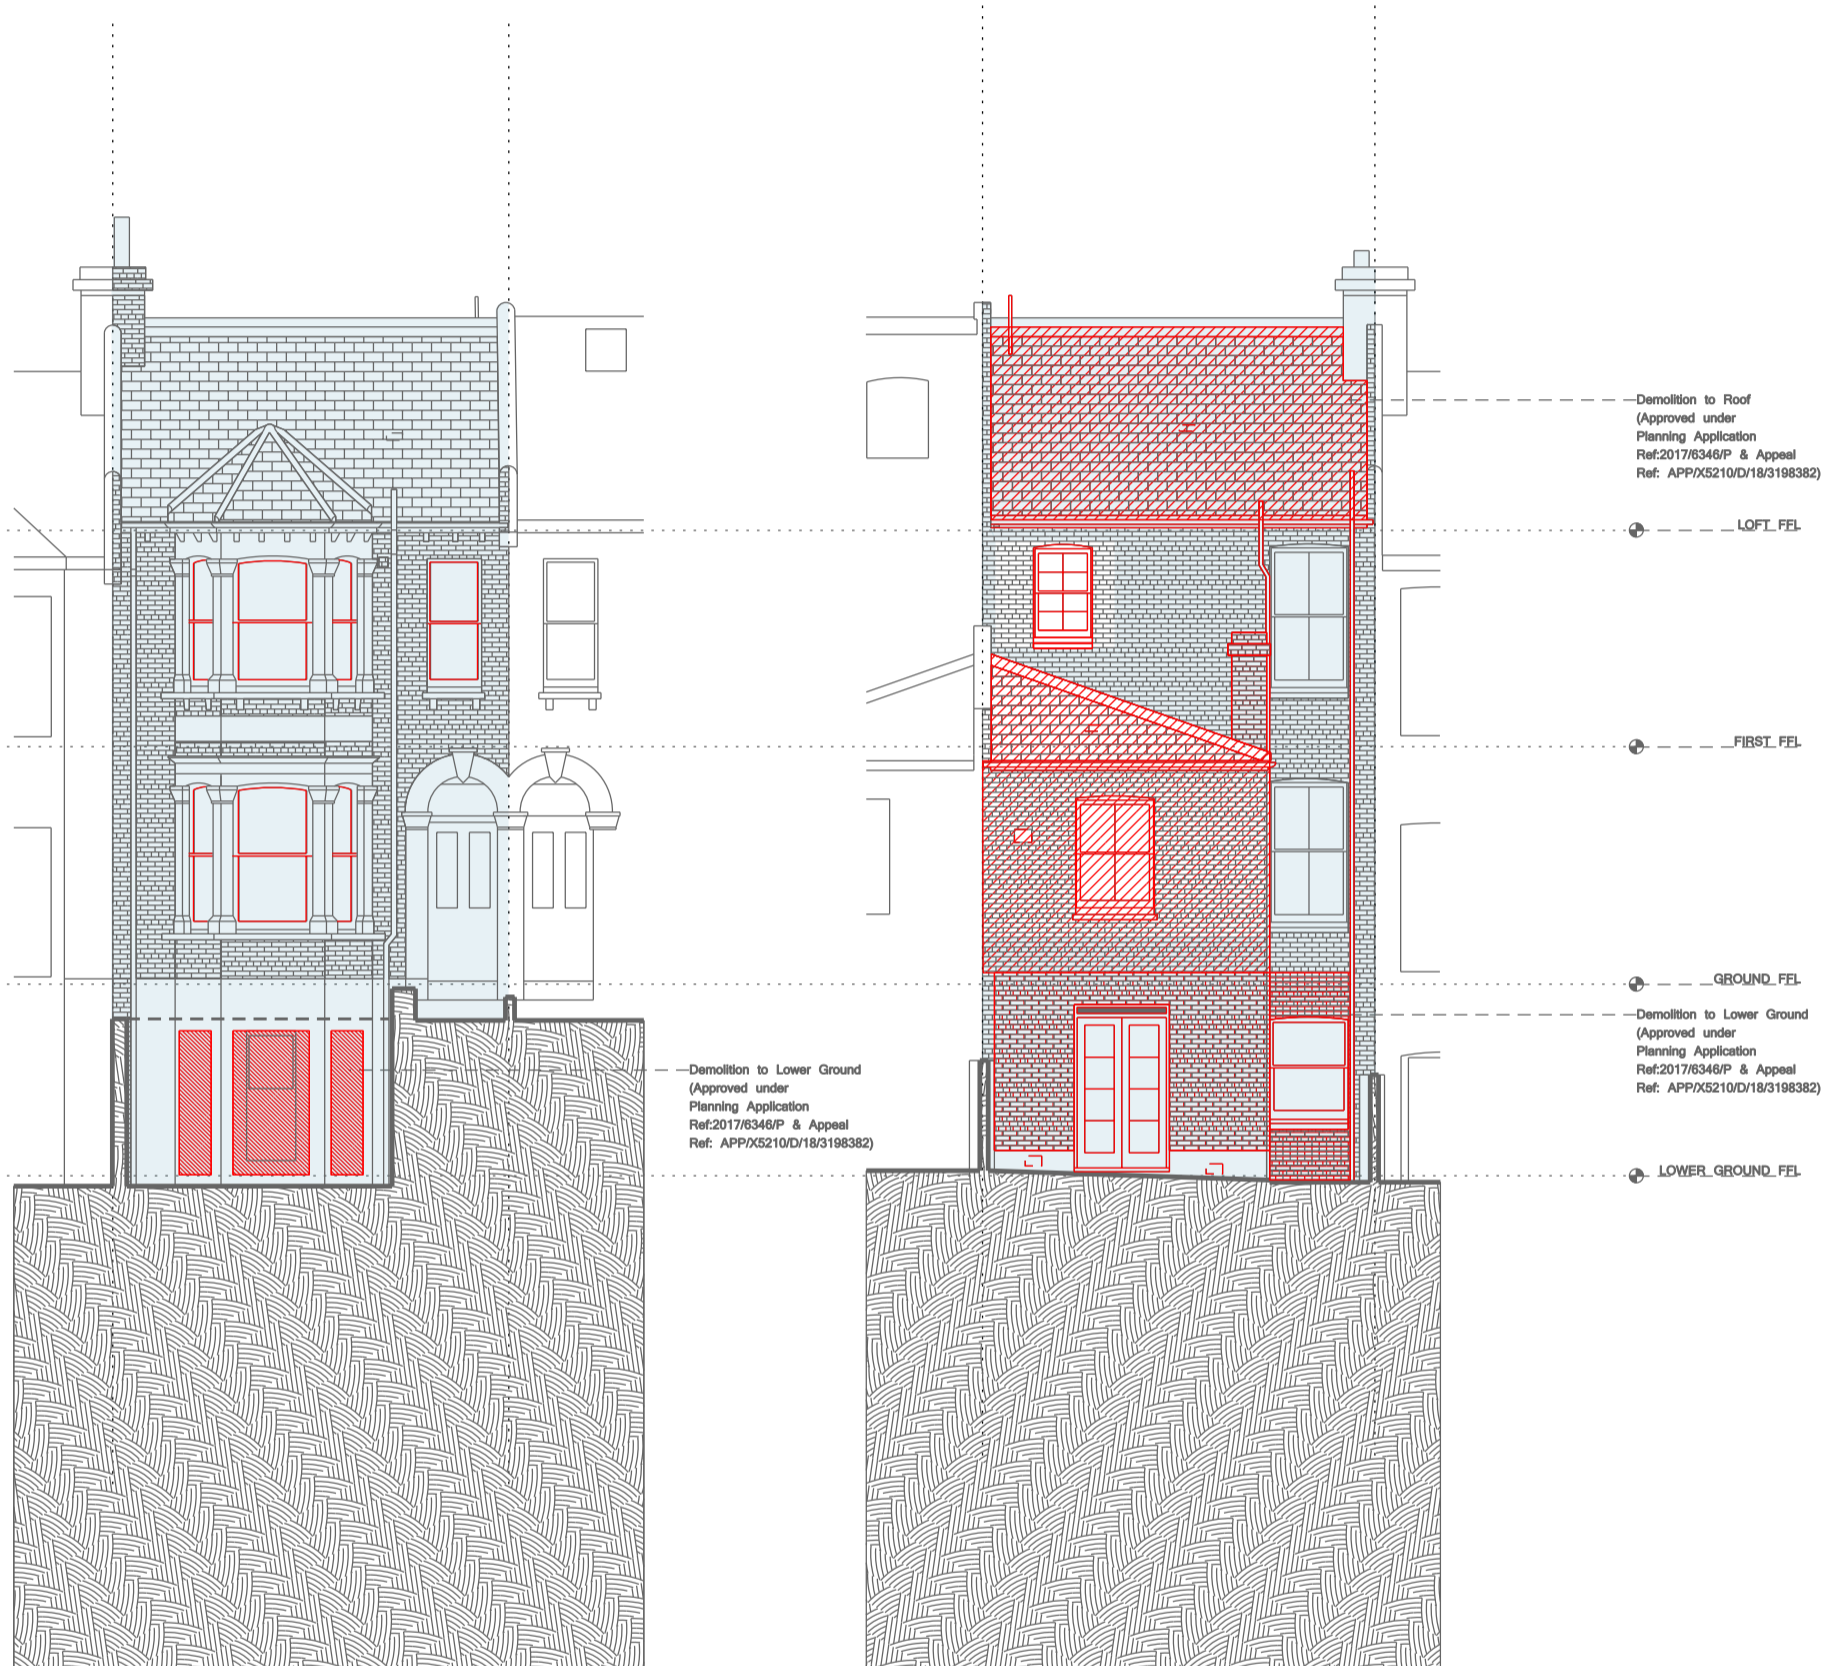 Demolition to Roof
(Approved under
Planning Application
Ref:2017/6346/P & Appeal
Ref: APP/X5210/D/18/3198382)
LOFT FFL
FIRST FFL
GROUND FFL
Demolition to Lower Ground
(Approved under
Planning Application
Ref:2017/6346/P & Appeal
Ref: APP/X5210/D/18/3198382)
Demolition to Lower Ground
(Approved under
Planning Application
Ref:2017/6346/P & Appeal
Ref: APP/X5210/D/18/3198382)
LOWER GROUND FFL